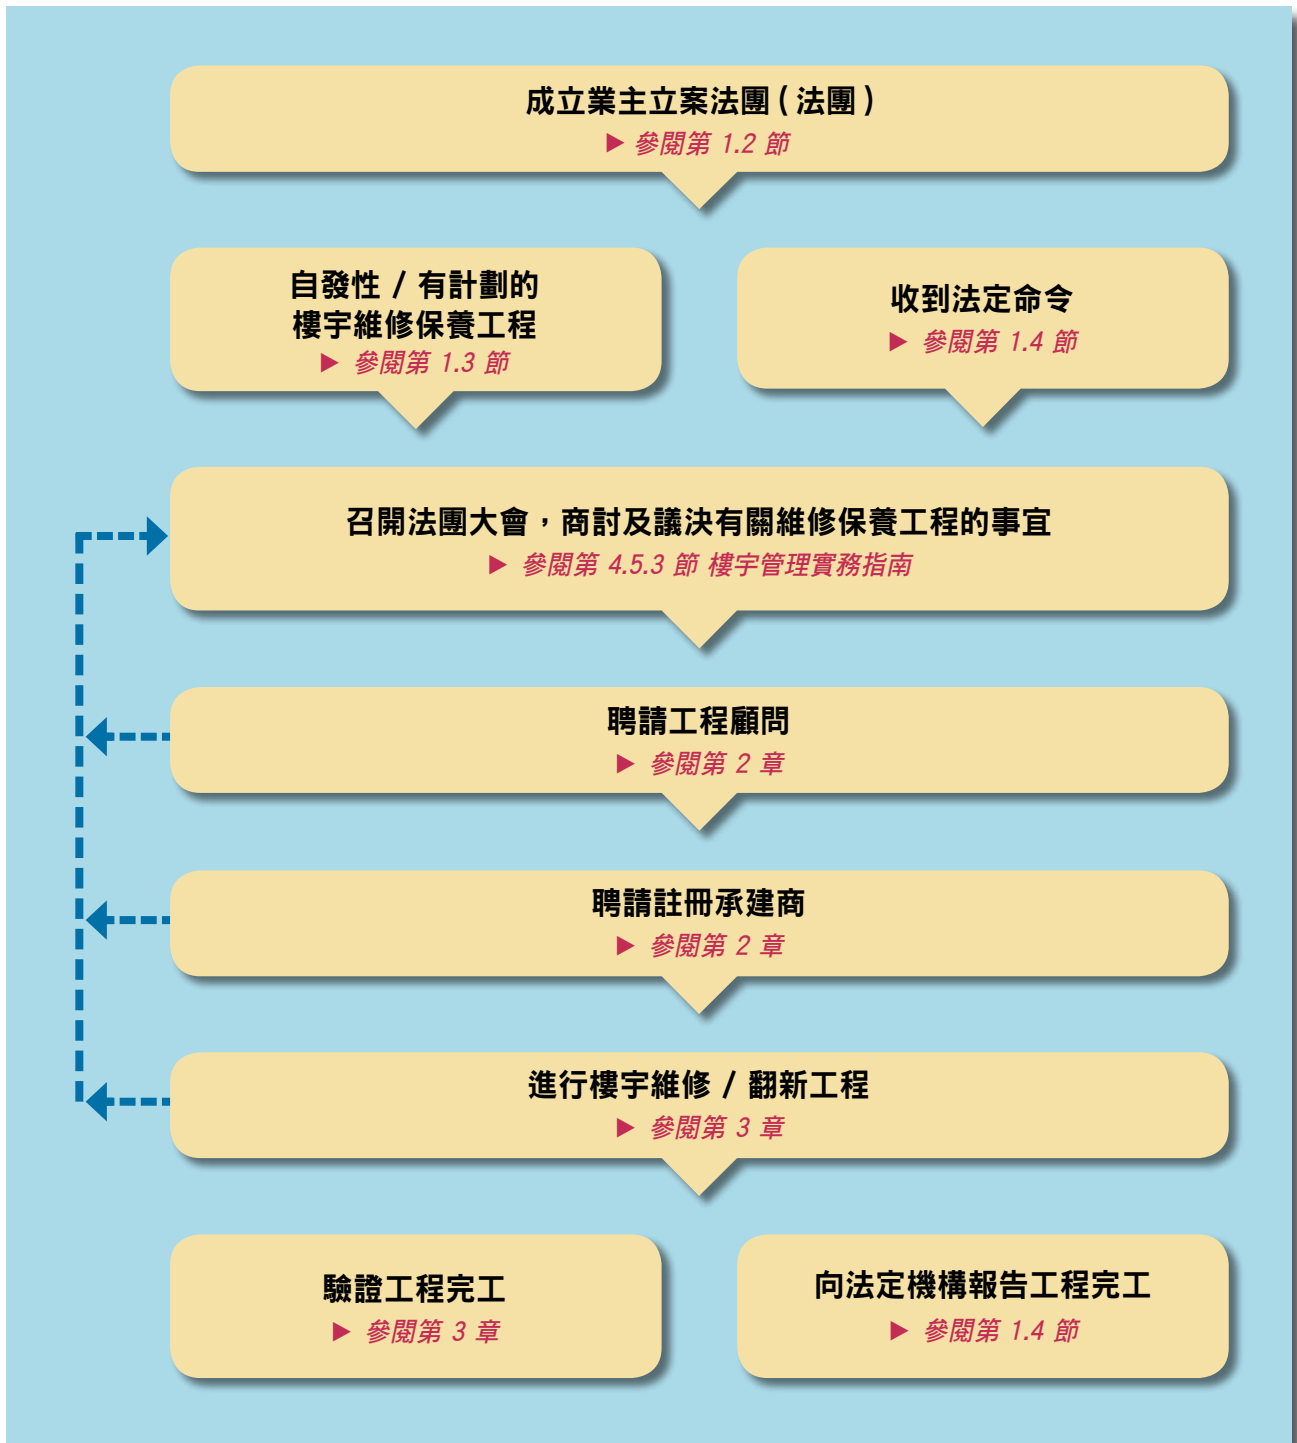 成立業主立案法團 ( 法團 )
▶ 參閱第 1.2 節
自發性 / 有計劃的
樓宇維修保養工程
▶ 參閱第 1.3 節
收到法定命令
▶ 參閱第 1.4 節
召開法團大會，商討及議決有關維修保養工程的事宜
▶ 參閱第 4.5.3 節 樓宇管理實務指南
聘請工程顧問
▶ 參閱第 2 章
聘請註冊承建商
▶ 參閱第 2 章
進行樓宇維修 / 翻新工程
▶ 參閱第 3 章
驗證工程完工
▶ 參閱第 3 章
向法定機構報告工程完工
▶ 參閱第 1.4 節